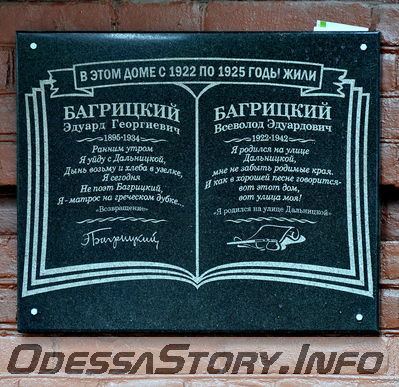 В ЭТОМ ДОМЕ С 1922 ПО 1925 ГОДЫ ЖИЛИ
БАГРИЦКИЙ
Эдуард Георгиевич
1895-1934
Ранним утром
Я уйду с Дальницкой,
Дынь возьму и хлеба в узелке,
Я сегодня
Не поэт Багрицкий,
Я-матрос на греческом дубке...
"Возвращение"
Э Багрицкий
БАГРИЦКИЙ
Всеволод Эдуардович
1922-1942
Я родился на улице
Дальницкой,
мне не забыть родимые края.
И как в хорошей песне говорится-
вот этот дом,
вот улица моя!
"Я родился на улице Дальницкой"
OdessaStory.Info